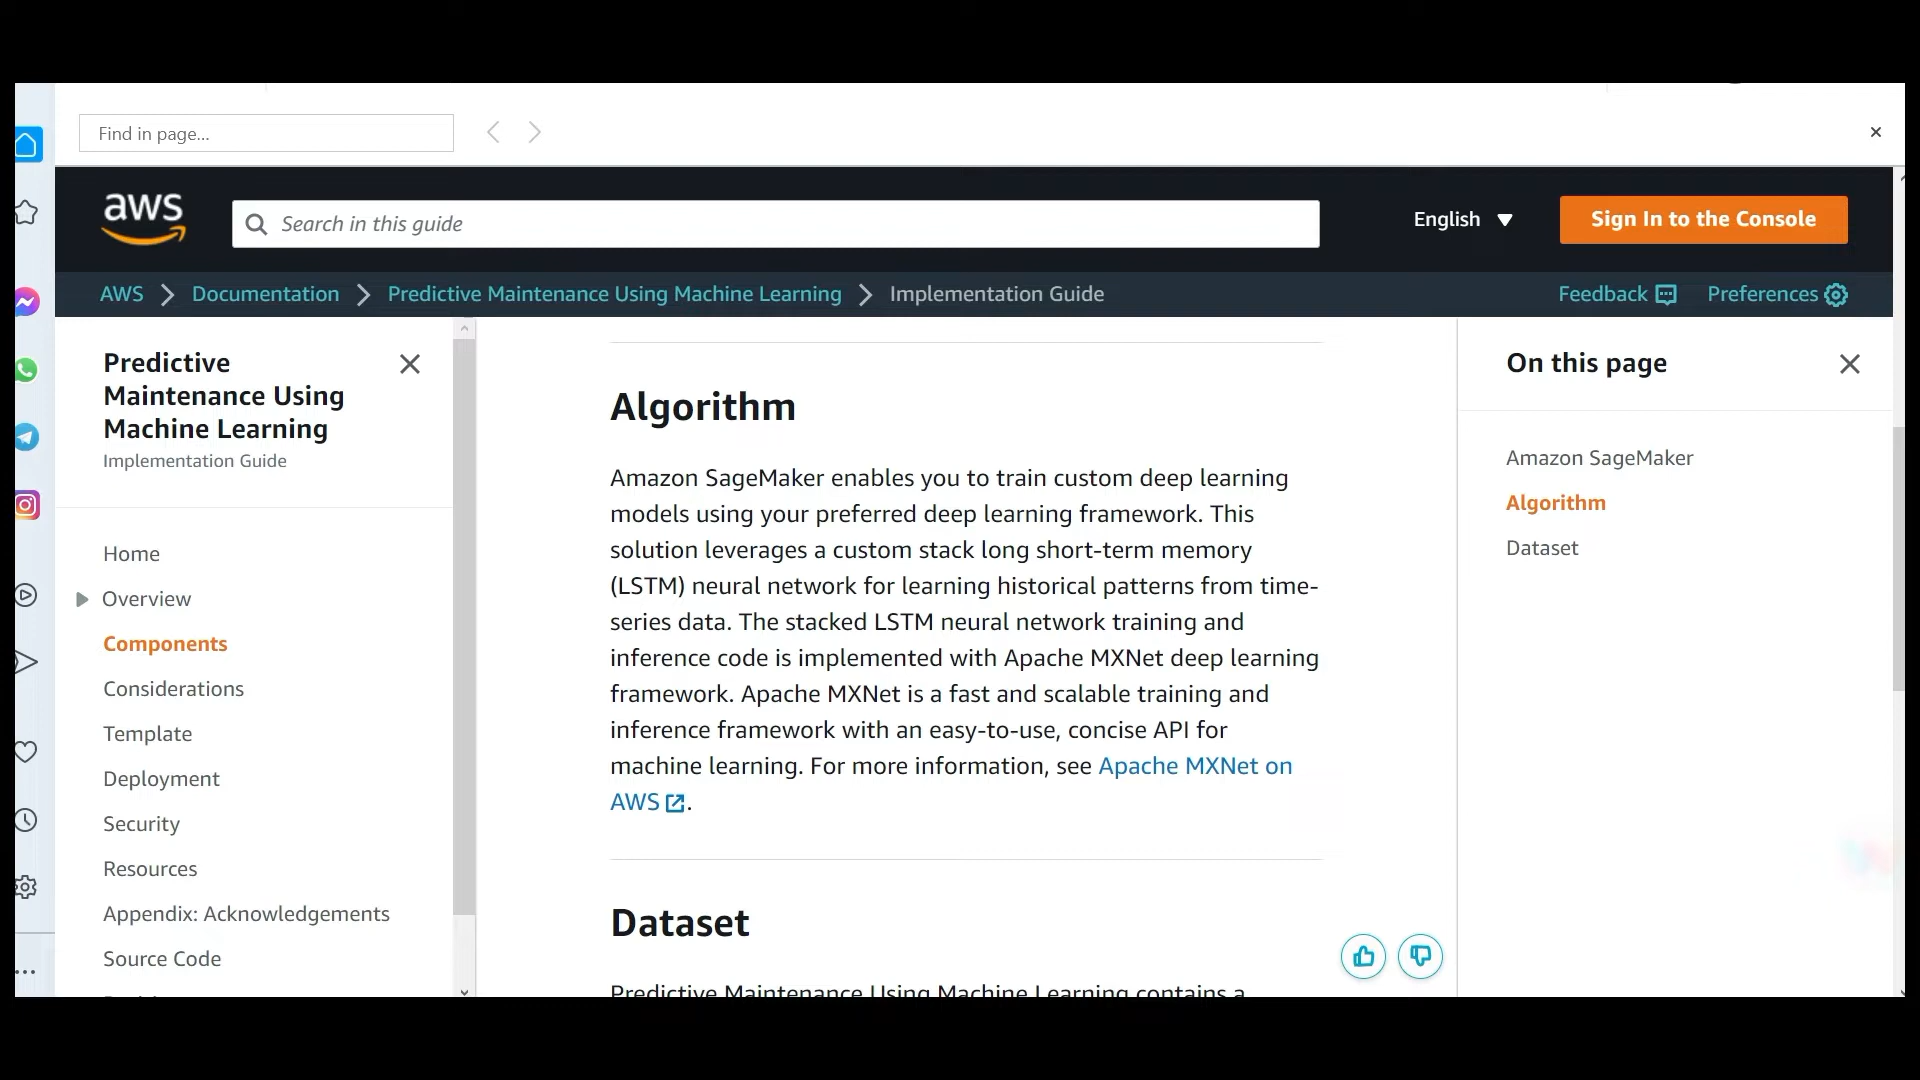 Find in page...
aws
Search in this guide
English
Sign In to the Console
AWS
Documentation
Predictive Maintenance Using Machine Learning
Implementation Guide
Feedback
Preferences
Predictive
Maintenance Using
Machine Learning
Implementation Guide
Home
Overview
Components
Considerations
Template
Deployment
Security
Resources
Appendix: Acknowledgements
Source Code
Algorithm
Amazon SageMaker enables you to train custom deep learning
models using your preferred deep learning framework. This
solution leverages a custom stack long short-term memory
(LSTM) neural network for learning historical patterns from time-
series data. The stacked LSTM neural network training and
inference code is implemented with Apache MXNet deep learning
framework. Apache MXNet is a fast and scalable training and
inference framework with an easy-to-use, concise API for
machine learning. For more information, see Apache MXNet on
AWS.
Dataset
Predictive Maintenance Using Machine Learning contains a
On this page
Amazon SageMaker
Algorithm
Dataset